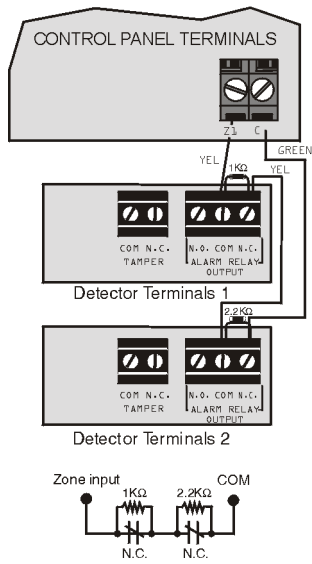 CONTROL PANEL TERMINALS
Z1 C
GREEN
YEL
1KΩ
YEL
COM N.C.
TAMPER
N.O. COM N.C.
ALARM RELAY
OUTPUT
Detector Terminals 1
2.2KΩ
COM N.C.
TAMPER
N.O. COM N.C.
ALARM RELAY
OUTPUT
Detector Terminals 2
Zone input
1KΩ
2.2KΩ
COM
N.C.
N.C.